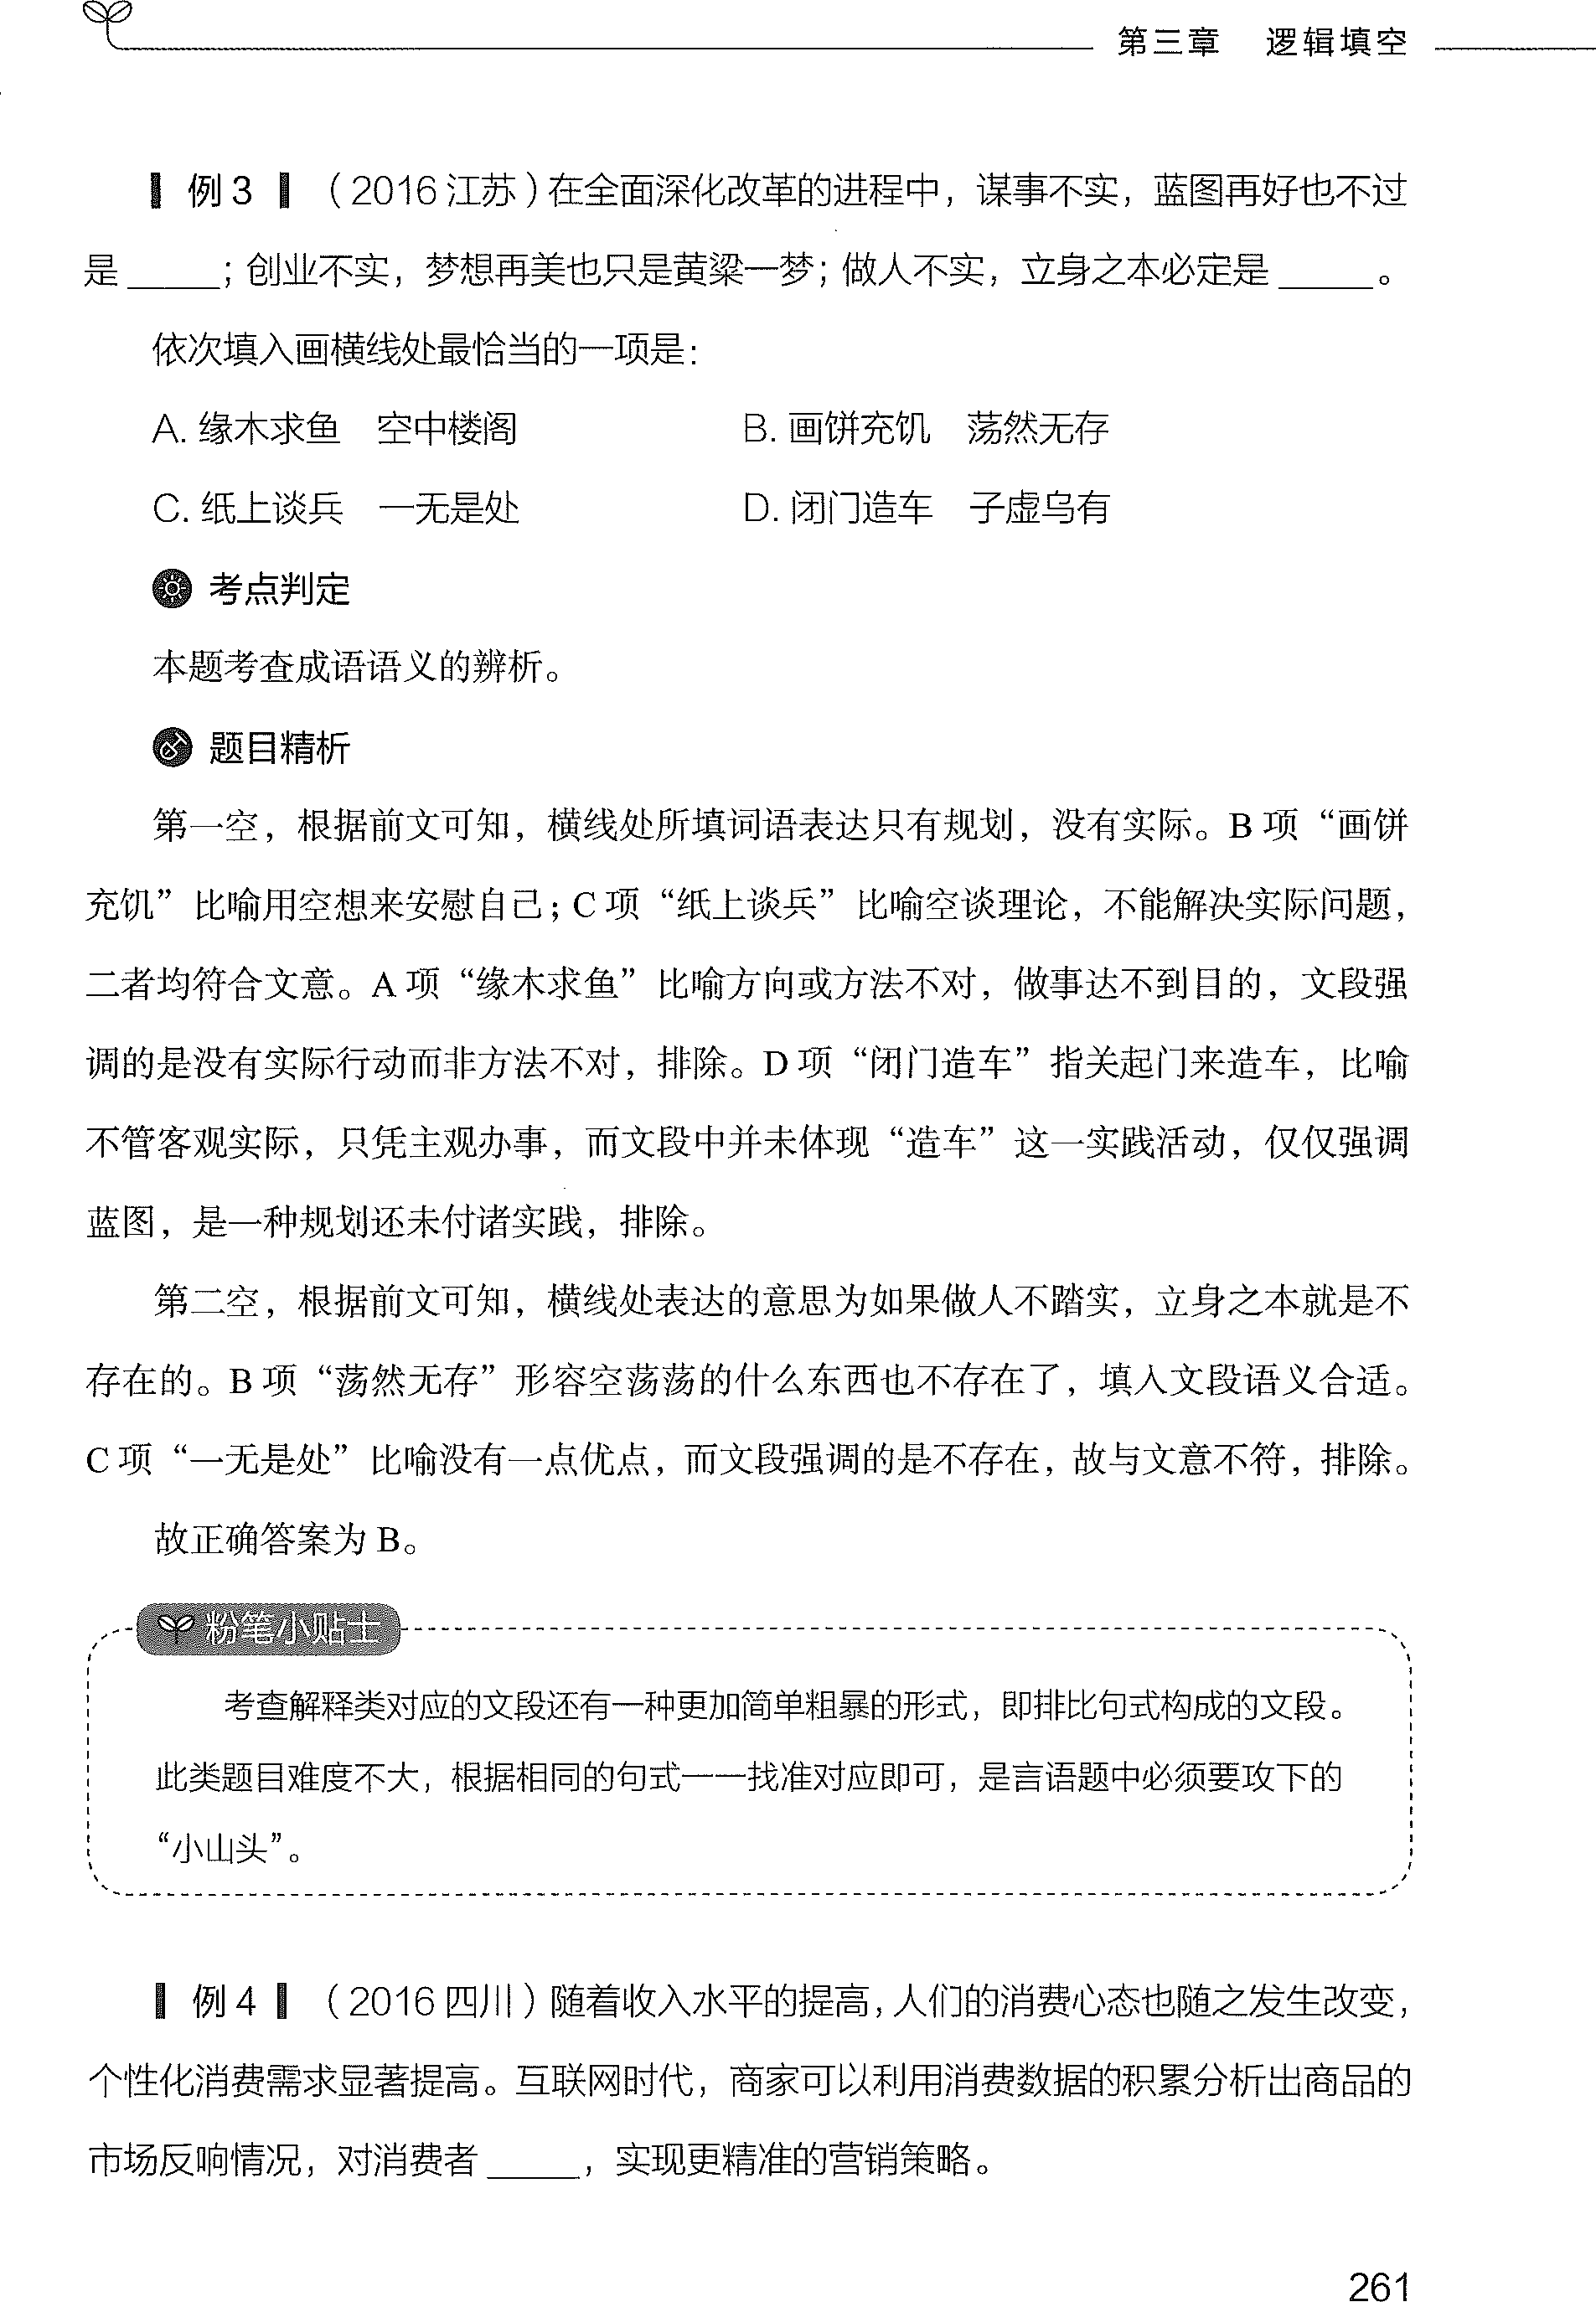 第三章 逻辑填空
例3 （2016江苏）在全面深化改革的进程中，谋事不实，蓝图再好也不过
是_____；创业不实，梦想再美也只是黄粱一梦；做人不实，立身之本必定是_____。
依次填入画横线处最恰当的一项是：
A. 缘木求鱼 空中楼阁 B. 画饼充饥 荡然无存
C. 纸上谈兵 一无是处 D. 闭门造车 子虚乌有
考点判定
本题考查成语语义的辨析。
题目精析
第一空，根据前文可知，横线处所填词语表达只有规划，没有实际。B 项“画饼
充饥”比喻用空想来安慰自己；C 项“纸上谈兵”比喻空谈理论，不能解决实际问题，
二者均符合文意。A 项“缘木求鱼”比喻方向或方法不对，做事达不到目的，文段强
调的是没有实际行动而非方法不对，排除。D 项“闭门造车”指关起门来造车，比喻
不管客观实际，只凭主观办事，而文段中并未体现“造车”这一实践活动，仅仅强调
蓝图，是一种规划还未付诸实践，排除。
第二空，根据前文可知，横线处表达的意思为如果做人不踏实，立身之本就是不
存在的。B 项“荡然无存”形容空荡荡的什么东西也不存在了，填入文段语义合适。
C 项“一无是处”比喻没有一点优点，而文段强调的是不存在，故与文意不符，排除。
故正确答案为 B。
粉笔小贴士
考查解释类对应的文段还有一种更加简单粗暴的形式，即排比句式构成的文段。
此类题目难度不大，根据相同的句式一一找准对应即可，是言语题中必须要攻下的
“小山头”。
例4 （2016四川）随着收入水平的提高，人们的消费心态也随之发生改变，
个性化消费需求显著提高。互联网时代，商家可以利用消费数据的积累分析出商品的
市场反响情况，对消费者_____，实现更精准的营销策略。
261